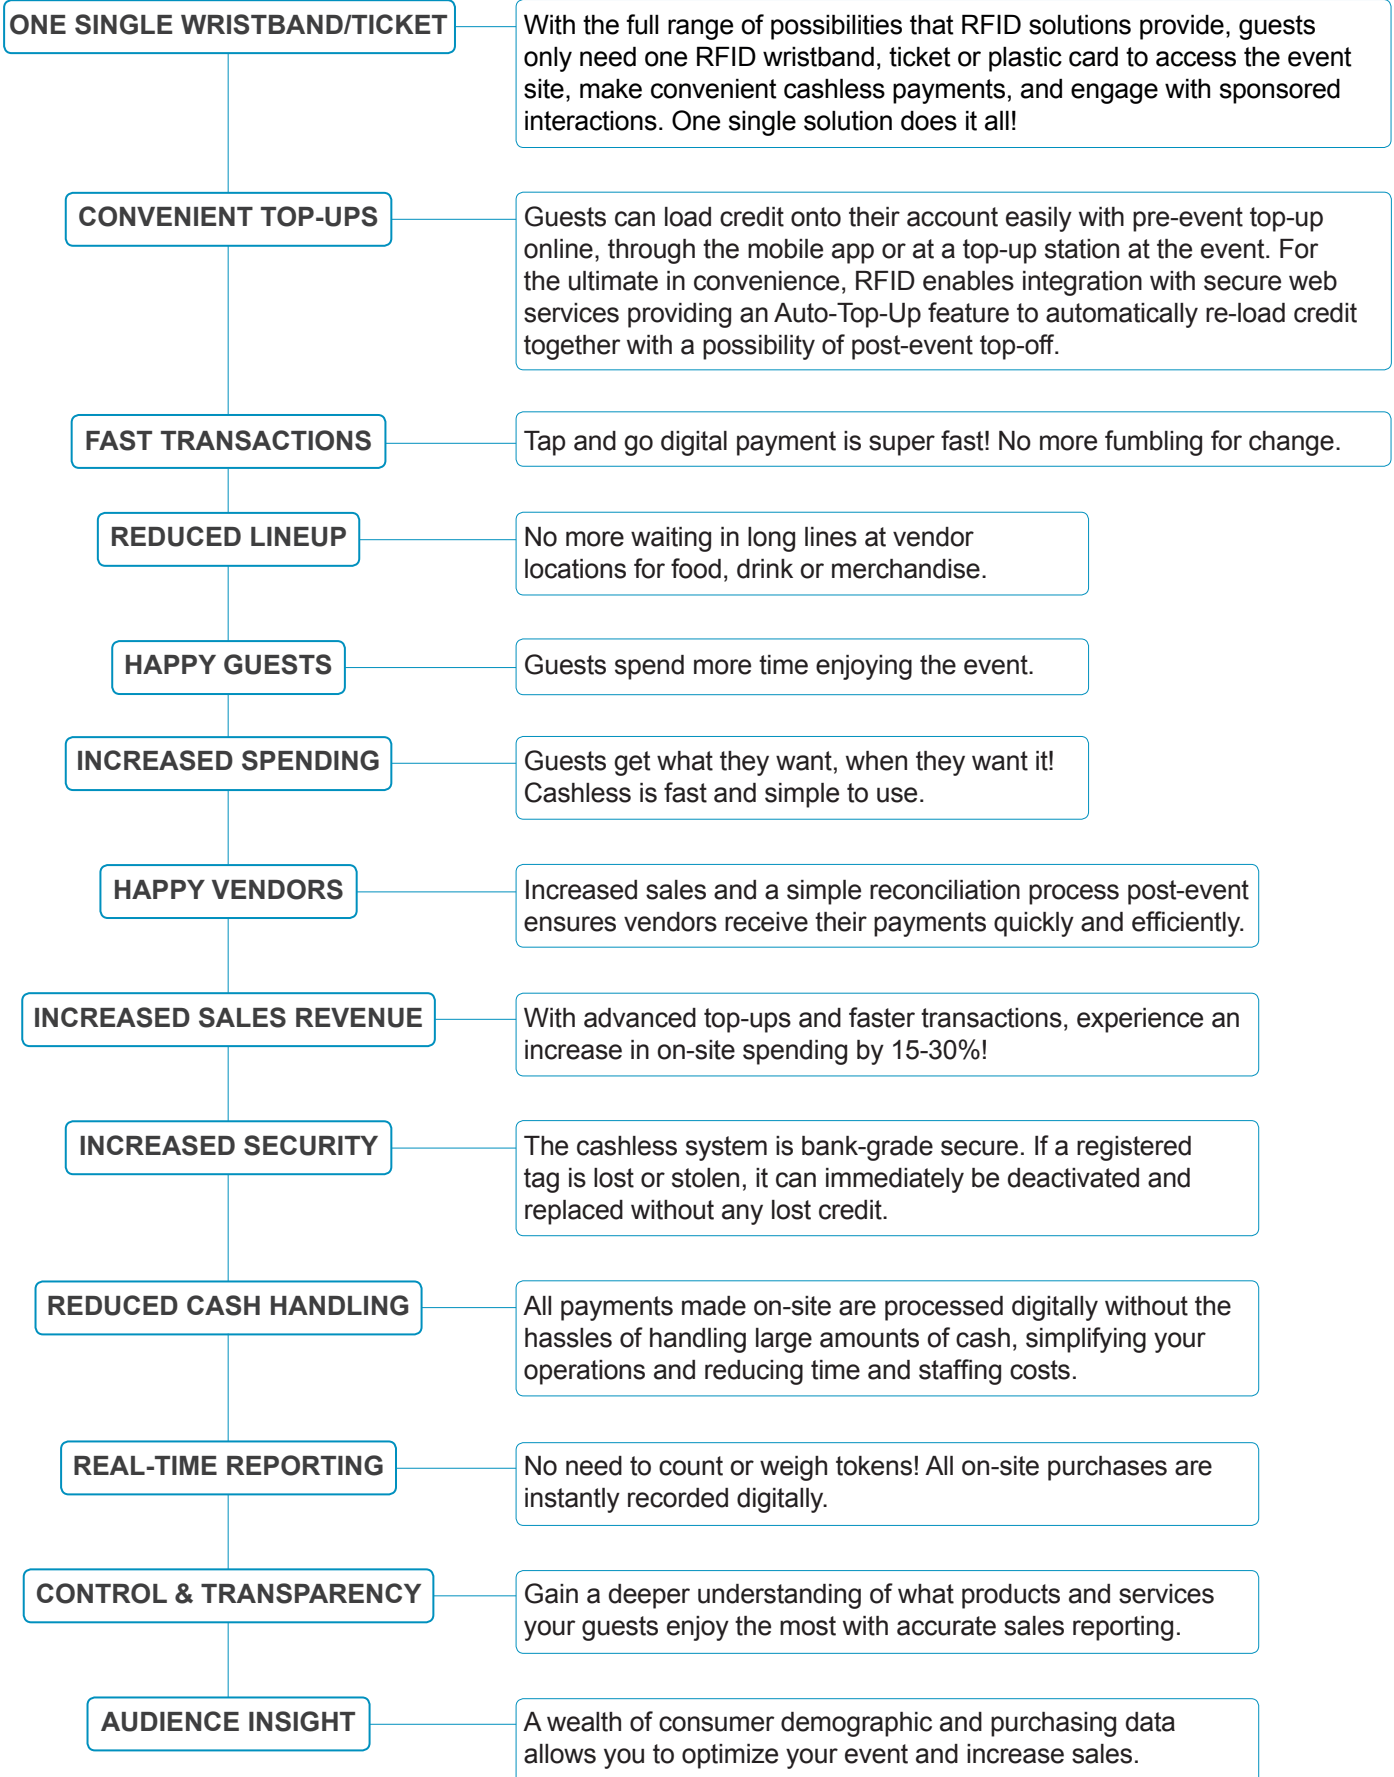 ONE SINGLE WRISTBAND/TICKET
With the full range of possibilities that RFID solutions provide, guests
only need one RFID wristband, ticket or plastic card to access the event
site, make convenient cashless payments, and engage with sponsored
interactions. One single solution does it all!
CONVENIENT TOP-UPS
Guests can load credit onto their account easily with pre-event top-up
online, through the mobile app or at a top-up station at the event. For
the ultimate in convenience, RFID enables integration with secure web
services providing an Auto-Top-Up feature to automatically re-load credit
together with a possibility of post-event top-off.
FAST TRANSACTIONS
Tap and go digital payment is super fast! No more fumbling for change.
REDUCED LINEUP
No more waiting in long lines at vendor
locations for food, drink or merchandise.
HAPPY GUESTS
Guests spend more time enjoying the event.
INCREASED SPENDING
Guests get what they want, when they want it!
Cashless is fast and simple to use.
HAPPY VENDORS
Increased sales and a simple reconciliation process post-event
ensures vendors receive their payments quickly and efficiently.
INCREASED SALES REVENUE
With advanced top-ups and faster transactions, experience an
increase in on-site spending by 15-30%!
INCREASED SECURITY
The cashless system is bank-grade secure. If a registered
tag is lost or stolen, it can immediately be deactivated and
replaced without any lost credit.
REDUCED CASH HANDLING
All payments made on-site are processed digitally without the
hassles of handling large amounts of cash, simplifying your
operations and reducing time and staffing costs.
REAL-TIME REPORTING
No need to count or weigh tokens! All on-site purchases are
instantly recorded digitally.
CONTROL & TRANSPARENCY
Gain a deeper understanding of what products and services
your guests enjoy the most with accurate sales reporting.
AUDIENCE INSIGHT
A wealth of consumer demographic and purchasing data
allows you to optimize your event and increase sales.